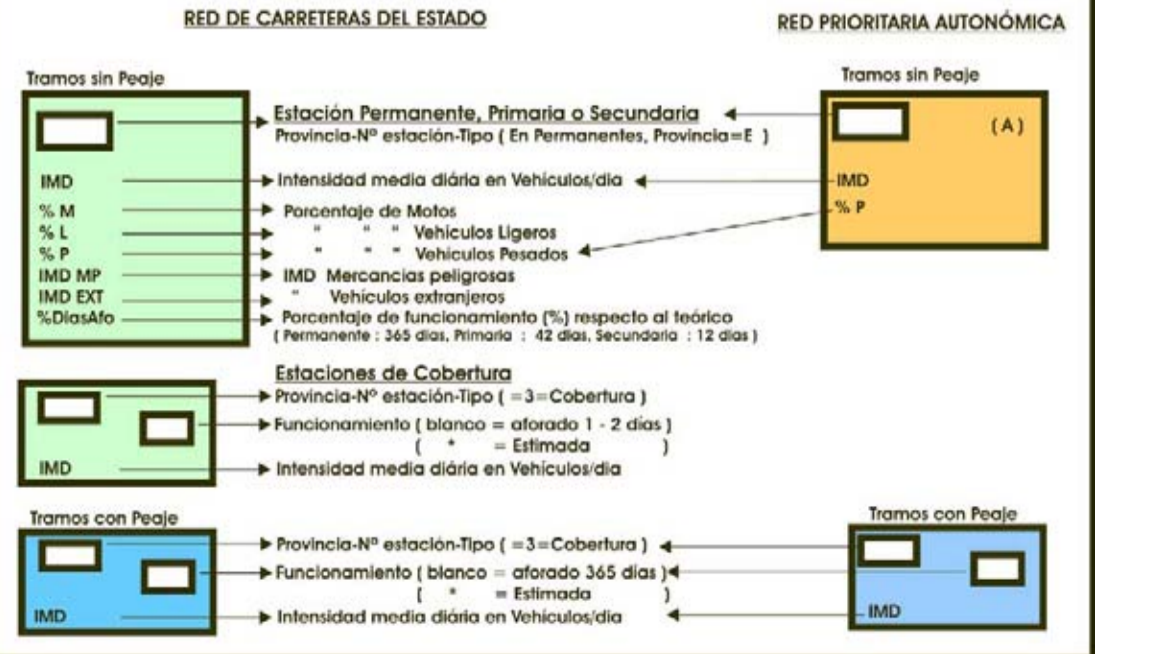 RED DE CARRETERAS DEL ESTADO
RED PRIORITARIA AUTONÓMICA
Tramos sin Peaje
Tramos sin Peaje
Estación Permanente, Primaria o Secundaria
(A)
Provincia-Nº estación-Tipo ( En Permanentes, Provincia=E )
IMD
Intensidad media diária en Vehículos/dia
IMD
% M
Porcentaje de Motos
% P
% L
" " " Vehículos Ligeros
% P
" " " Vehículos Pesados
IMD MP
IMD Mercancias peligrosas
IMD EXT
" Vehículos extranjeros
%DiasAfo
Porcentaje de funcionamiento (%) respecto al teórico
( Permanente : 365 dias, Primaria : 42 dias, Secundaria : 12 dias )
Estaciones de Cobertura
Provincia-Nº estación-Tipo ( =3=Cobertura )
Funcionamiento ( blanco = aforado 1 - 2 días )
( * = Estimada )
IMD
Intensidad media diária en Vehículos/dia
Tramos con Peaje
Tramos con Peaje
Provincia-Nº estación-Tipo ( =3=Cobertura )
Funcionamiento ( blanco = aforado 365 días )
( * = Estimada )
IMD
Intensidad media diária en Vehículos/dia
IMD